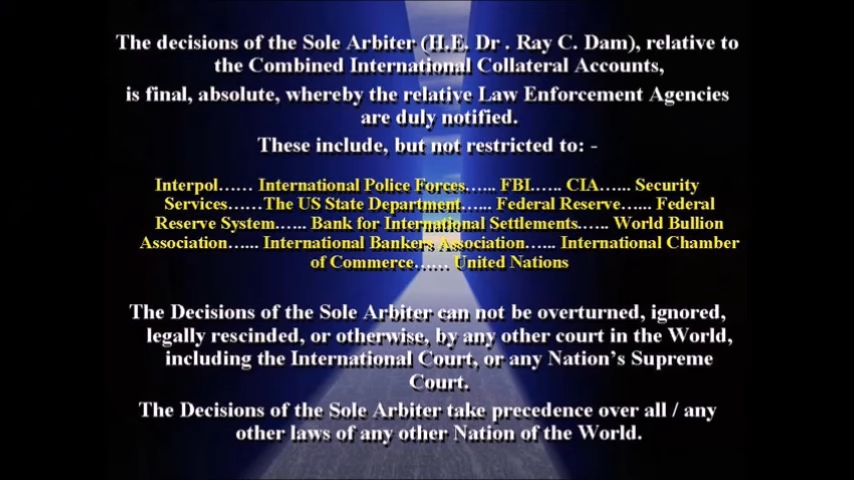 The decisions of the Sole Arbiter (H.E. Dr . Ray C. Dam), relative to
the Combined International Collateral Accounts,
is final, absolute, whereby the relative Law Enforcement Agencies
are duly notified.
These include, but not restricted to: -
Interpol…… International Police Forces…... FBI….. CIA…... Security
Services……The US State Department…... Federal Reserve…... Federal
Reserve System…... Bank for International Settlements…... World Bullion
Association…... International Bankers Association…... International Chamber
of Commerce…… United Nations
The Decisions of the Sole Arbiter can not be overturned, ignored,
legally rescinded, or otherwise, by any other court in the World,
including the International Court, or any Nation's Supreme
Court.
The Decisions of the Sole Arbiter take precedence over all / any
other laws of any other Nation of the World.